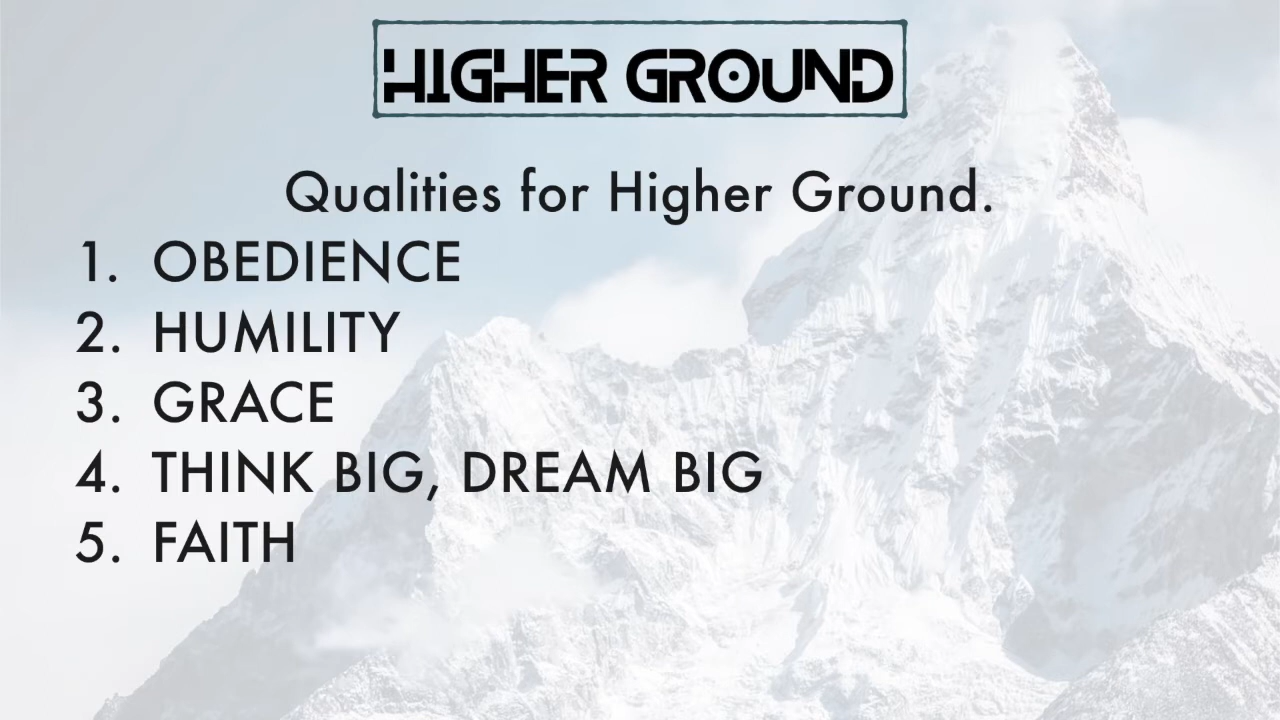 HIGHER GROUND
Qualities for Higher Ground.
1. OBEDIENCE
2. HUMILITY
3. GRACE
4. THINK BIG, DREAM BIG
5. FAITH